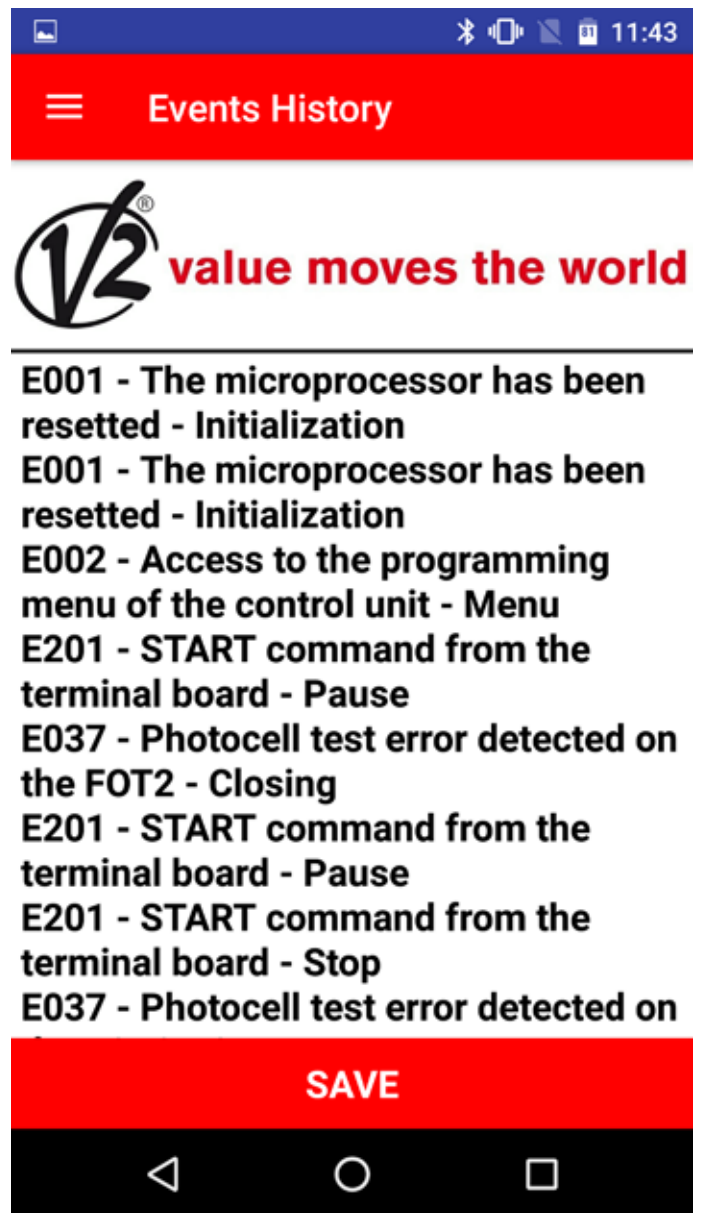 81 11:43
Events History
V2®
value moves the world
E001 - The microprocessor has been
resetted - Initialization
E001 - The microprocessor has been
resetted - Initialization
E002 - Access to the programming
menu of the control unit - Menu
E201 - START command from the
terminal board - Pause
E037 - Photocell test error detected on
the FOT2 - Closing
E201 - START command from the
terminal board - Pause
E201 - START command from the
terminal board - Stop
E037 - Photocell test error detected on
SAVE